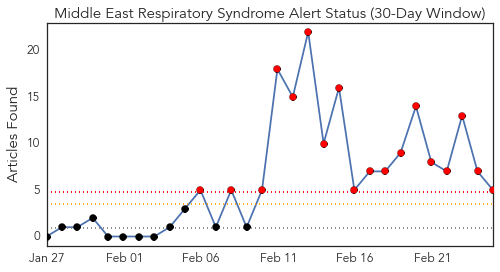 Middle East Respiratory Syndrome Alert Status (30-Day Window)
Articles Found
20
15
10
5
0
Jan 27 Feb 01 Feb 06 Feb 11 Feb 16 Feb 21